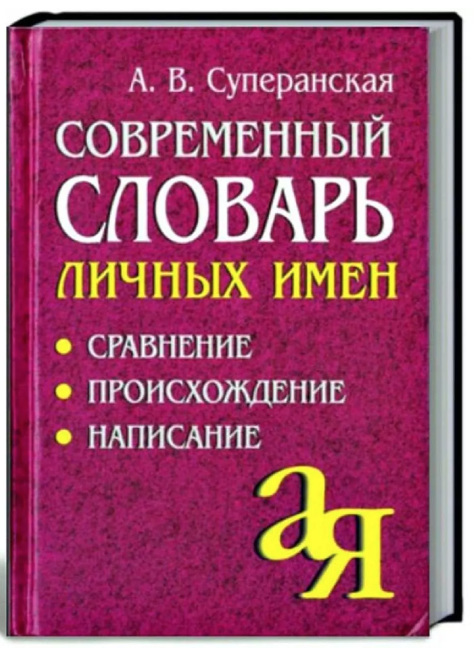 А. В. Суперанская
СОВРЕМЕННЫЙ
СЛОВАРЬ
ЛИЧНЫХ ИМЕН
• СРАВНЕНИЕ
• ПРОИСХОЖДЕНИЕ
• НАПИСАНИЕ
а
Я